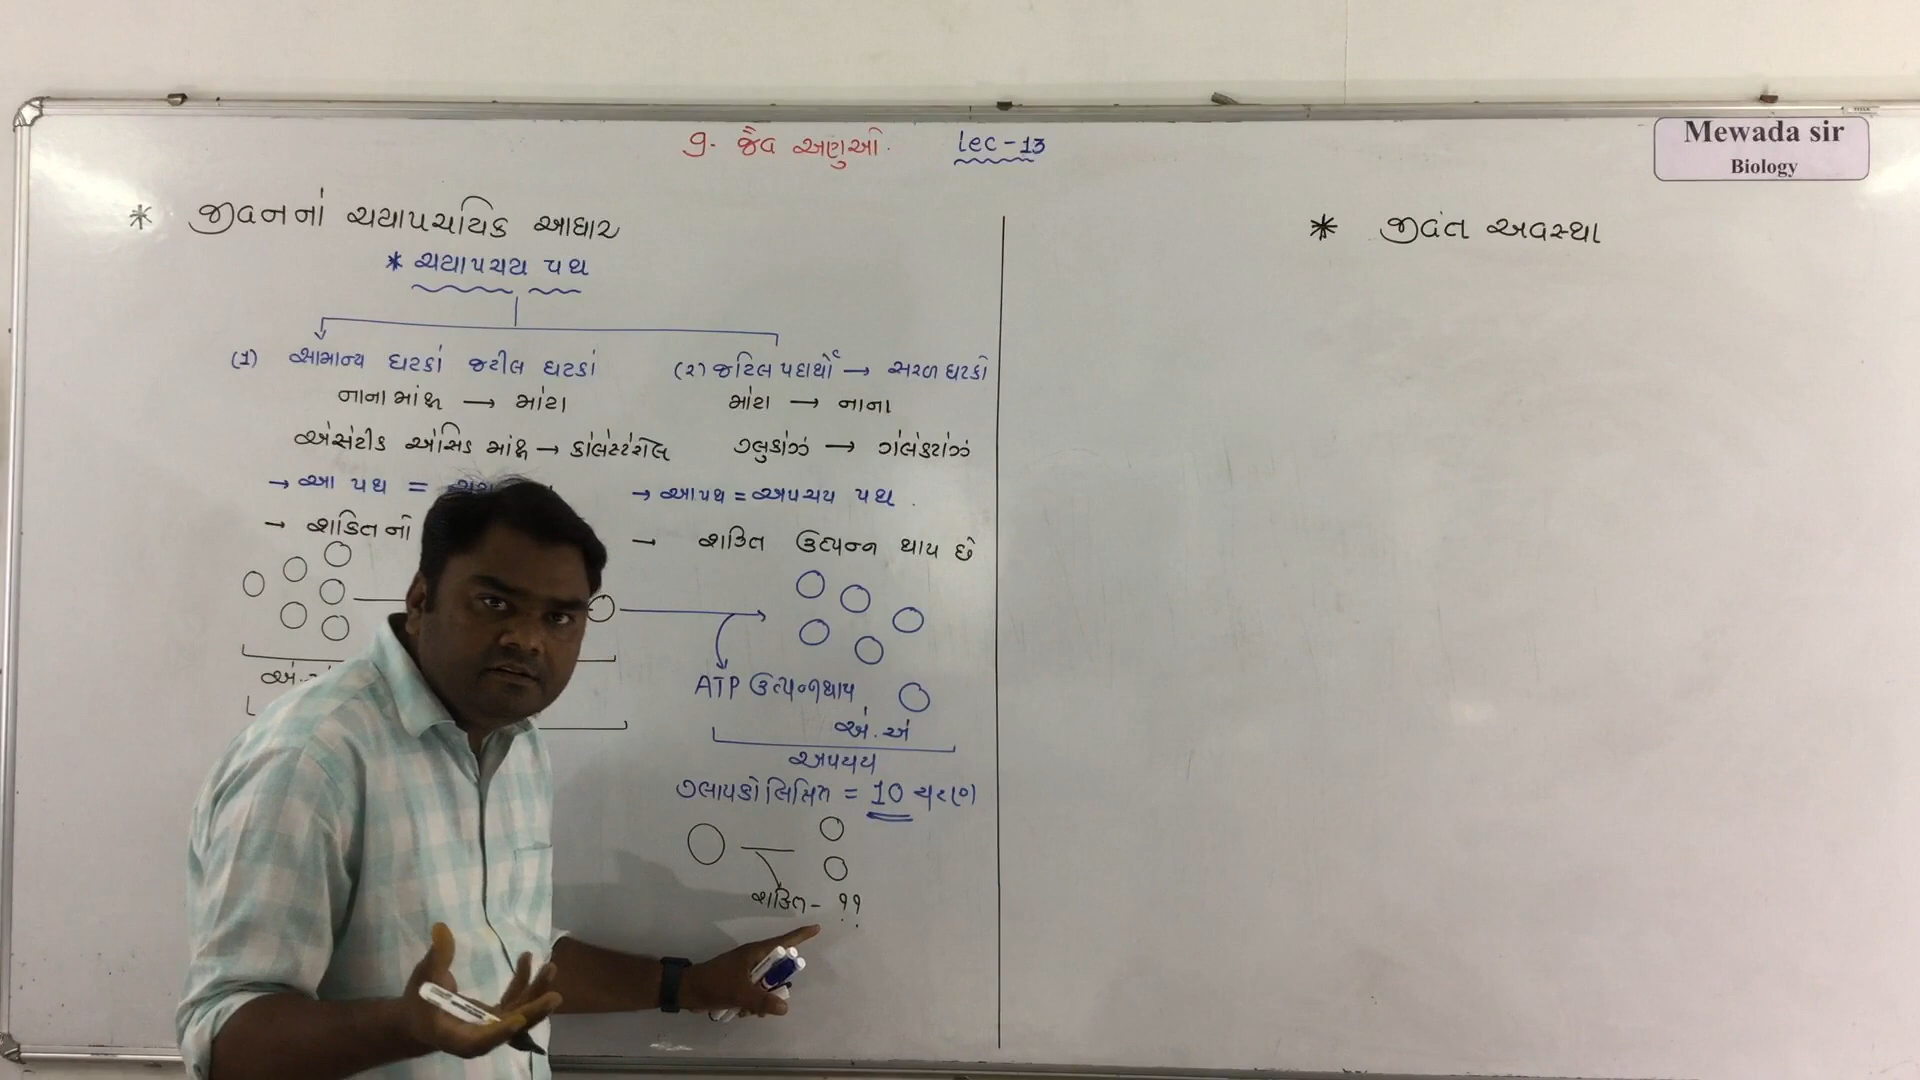 9. જૈવ અણુઓ. Lec-13
Mewada sir
Biology
* જીવનનાં ચયાપચયિક આધાર
* ચયાપચય પથ
(1) સામાન્ય ઘટકો જટીલ ઘટકો
નાના માંથી → મોટા
એસેટીક એસિડ માંથી → કોલેસ્ટેરોલ
→ આ પથ =
→ શક્તિ નો
(૨) જટિલ પદાર્થો → સરળ ઘટકો
મોટા → નાના
ગ્લુકોઝ → ગેલેક્ટોઝ
→ આ પથ = અપચય પથ.
→ શક્તિ ઉત્પન્ન થાય છે
ATP ઉત્પન્ન થાય
એ. એ
અપચય
ગ્લાયકોલિસિસ = 10 ચરણ
શક્તિ - ??
* જીવંત અવસ્થા